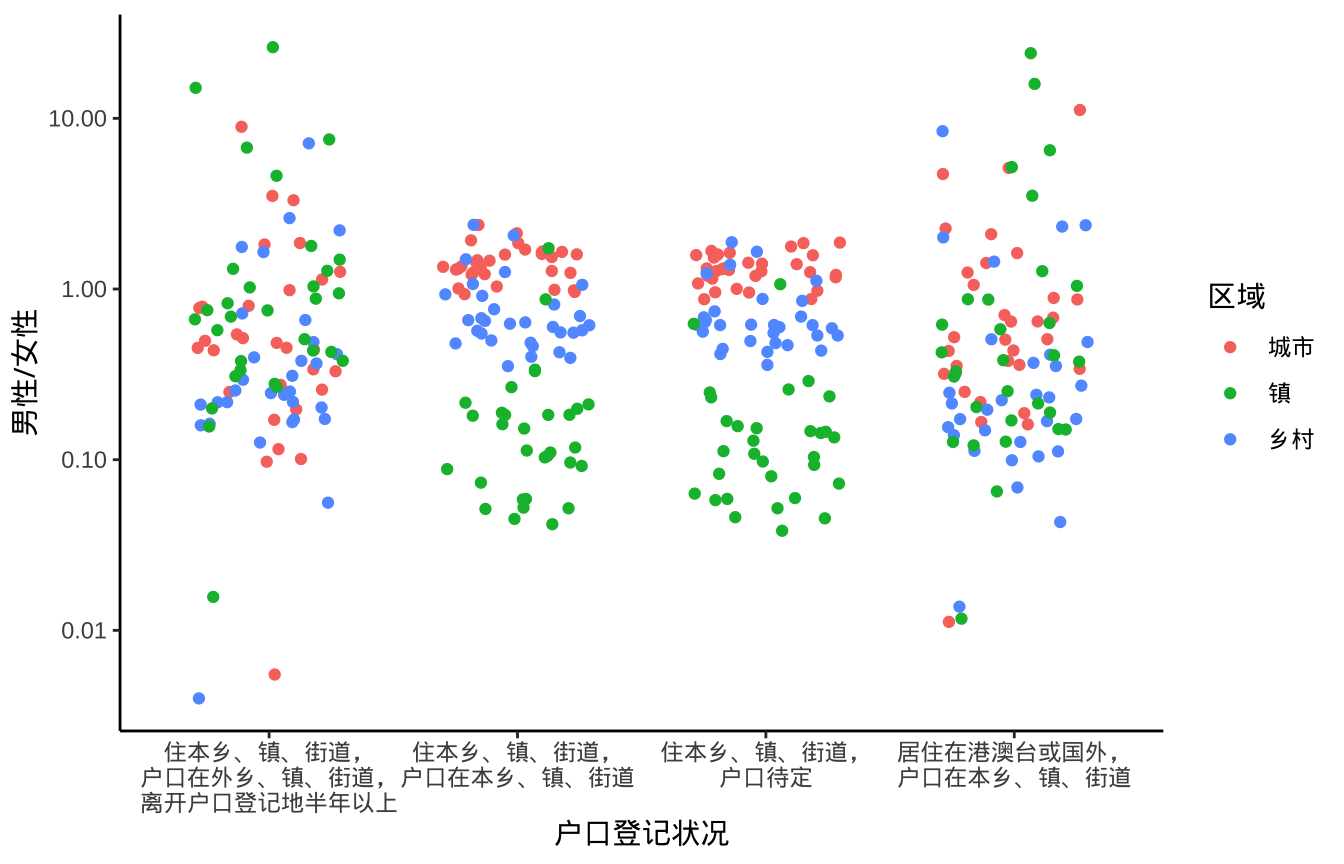 男性/女性
10.00
1.00
0.10
0.01
住本乡、镇、街道，
户口在外乡、镇、街道，
离开户口登记地半年以上
住本乡、镇、街道，
户口在本乡、镇、街道
住本乡、镇、街道，
户口待定
居住在港澳台或国外，
户口在本乡、镇、街道
户口登记状况
区域
城市
镇
乡村